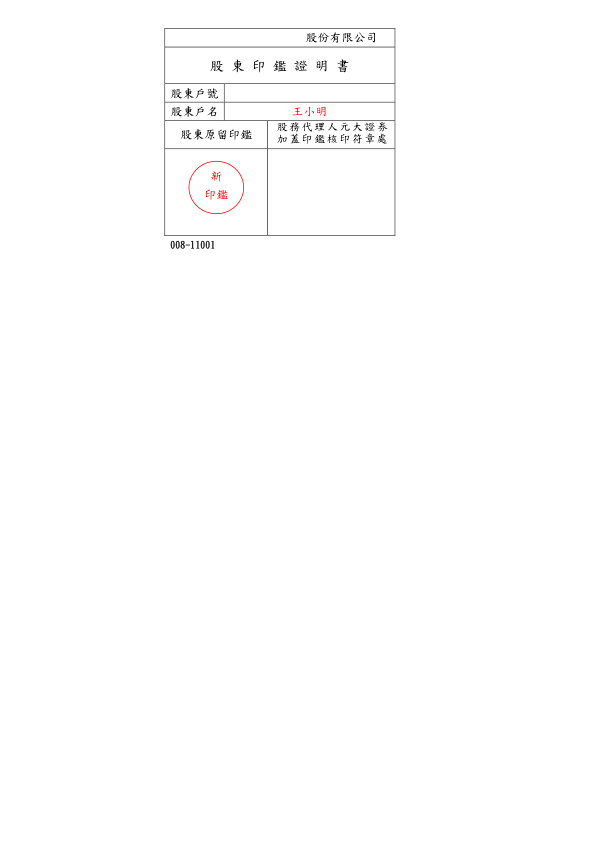 股份有限公司
股東印鑑證明書
股東戶號
股東戶名 王小明
股東原留印鑑
股務代理人元大證券
加蓋印鑑核印符章處
新
印鑑
008-11001